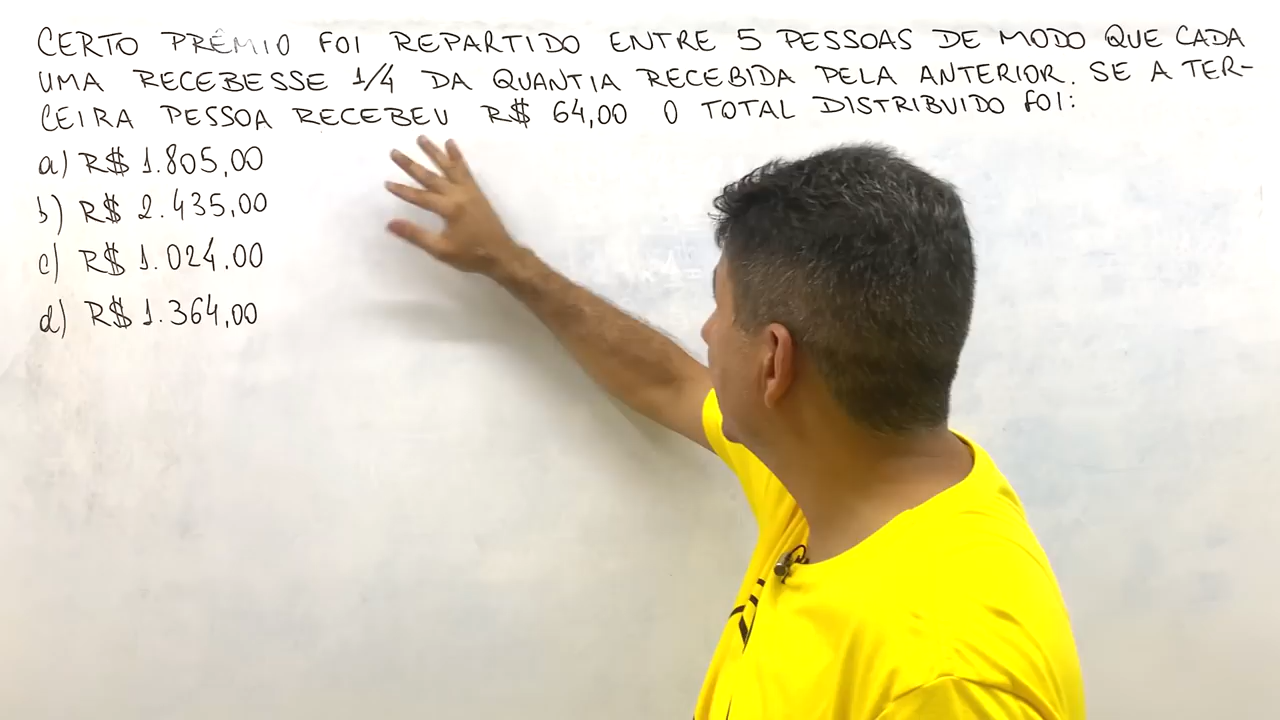 CERTO PRÊMIO FOI REPARTIDO ENTRE 5 PESSOAS DE MODO QUE CADA
UMA RECEBESSE 1/4 DA QUANTIA RECEBIDA PELA ANTERIOR. SE A TER-
CEIRA PESSOA RECEBEU R$ 64,00 O TOTAL DISTRIBUIDO FOI:
a) R$ 1.805,00
b) R$ 2.435,00
c) R$ 1.024,00
d) R$ 1.364,00